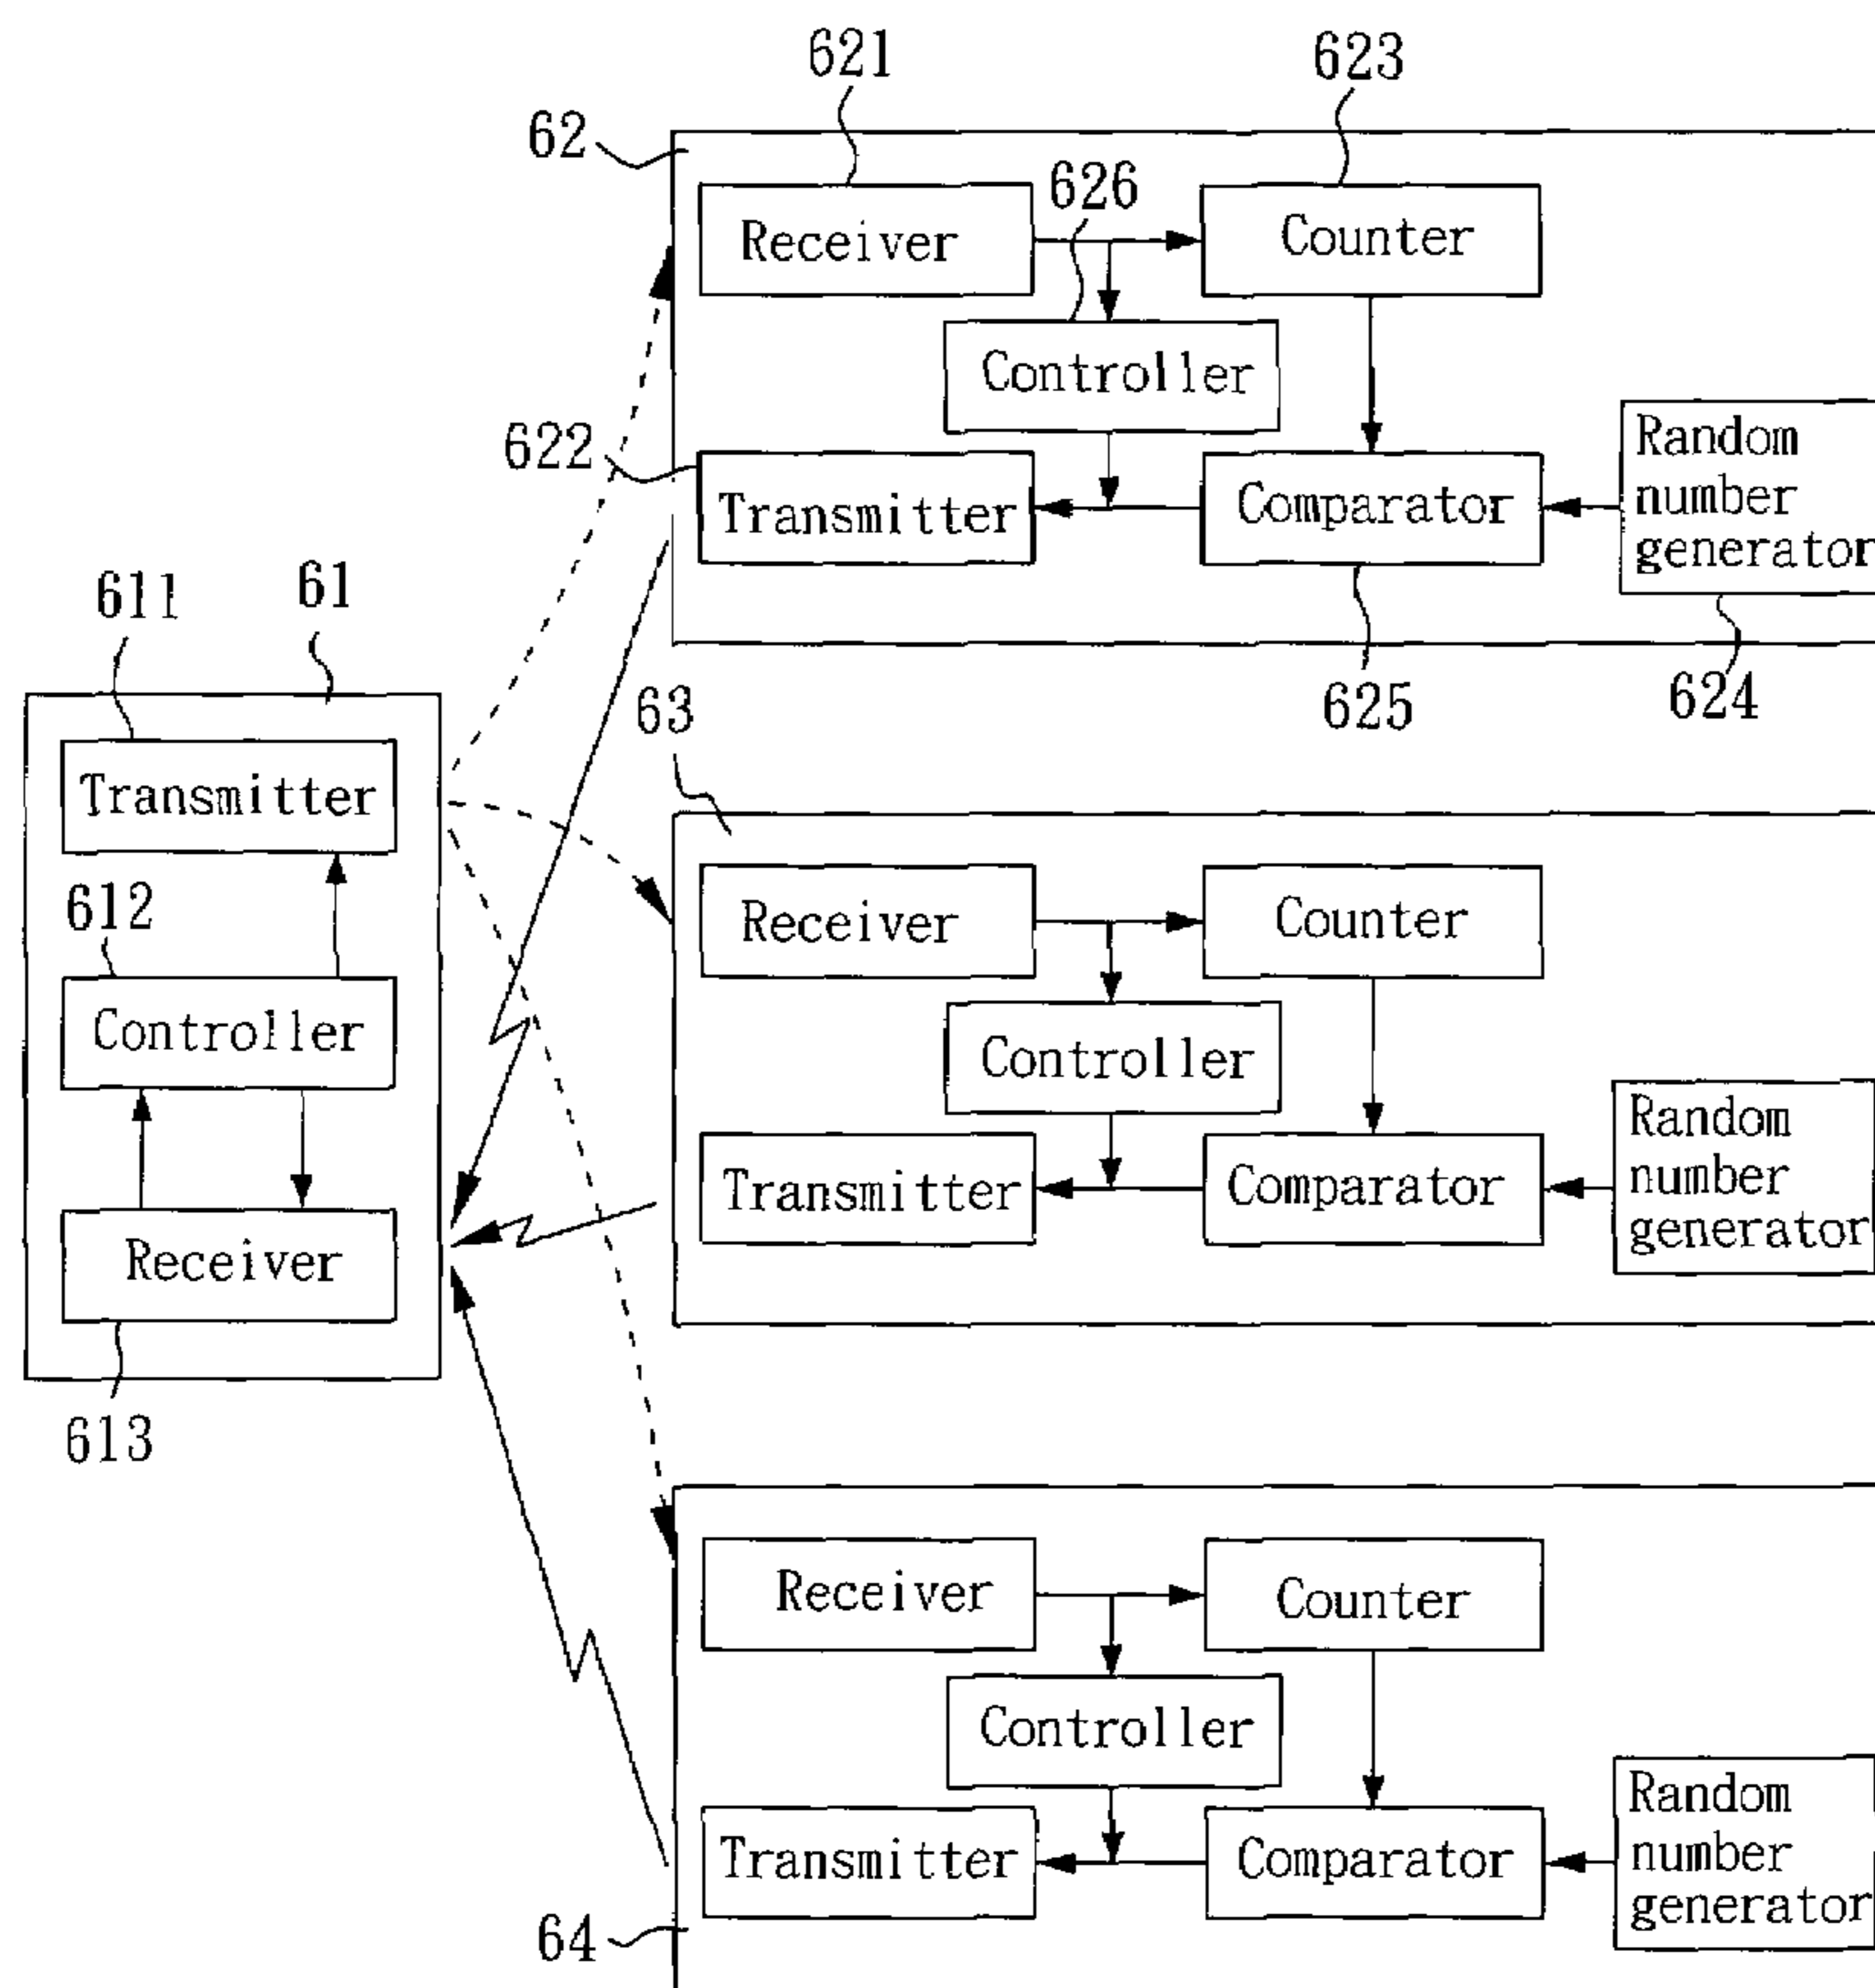 621
623
62
626
Receiver
Counter
Controller
622
Random
number
generator
Transmitter
Comparator
611
61
625
624
63
Transmitter
612
Controller
Receiver
613
Receiver
Counter
Controller
Transmitter
Comparator
Random
number
generator
Receiver
Counter
Controller
Transmitter
Comparator
Random
number
generator
64